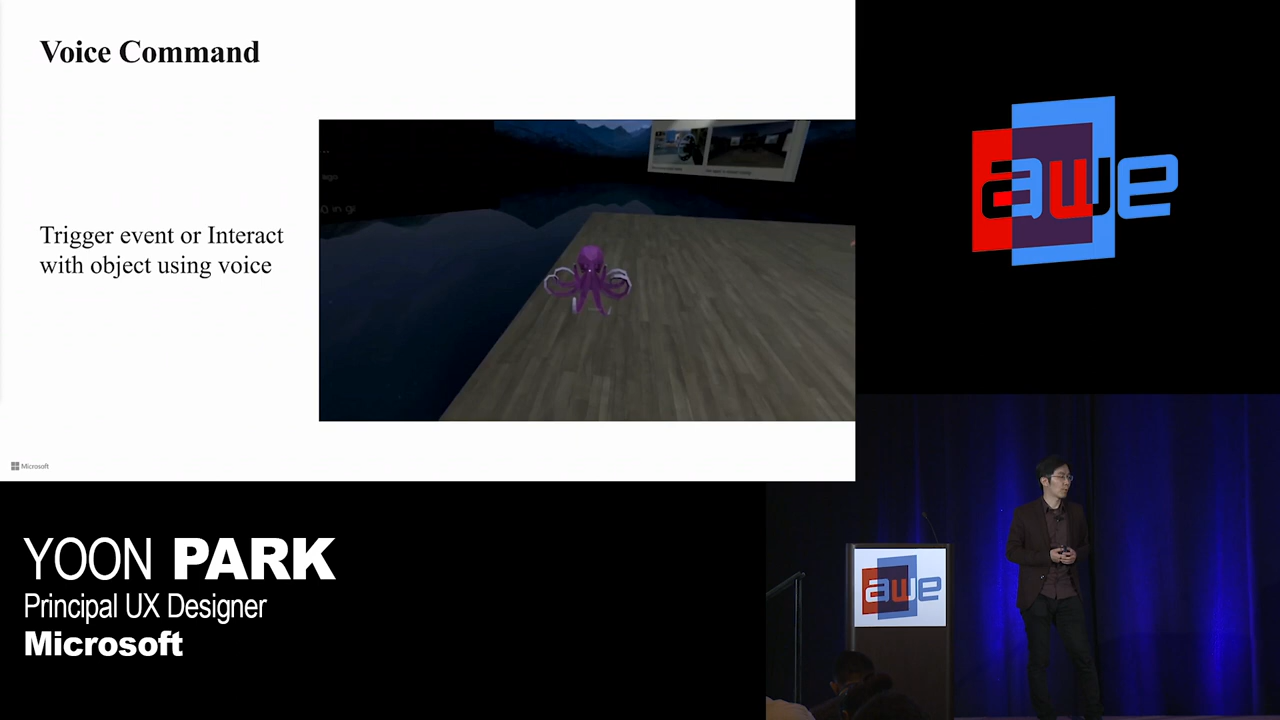 Voice Command
Trigger event or Interact
with object using voice
Microsoft
awe
YOON PARK
Principal UX Designer
Microsoft
awe